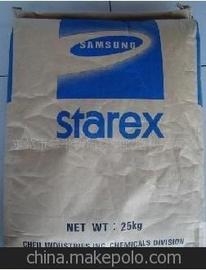 SAMSUNG
starex
NET WT : 25kg
CHEIL INDUSTRIES INC. CHEMICALS DIVISION
china.makepolo.com